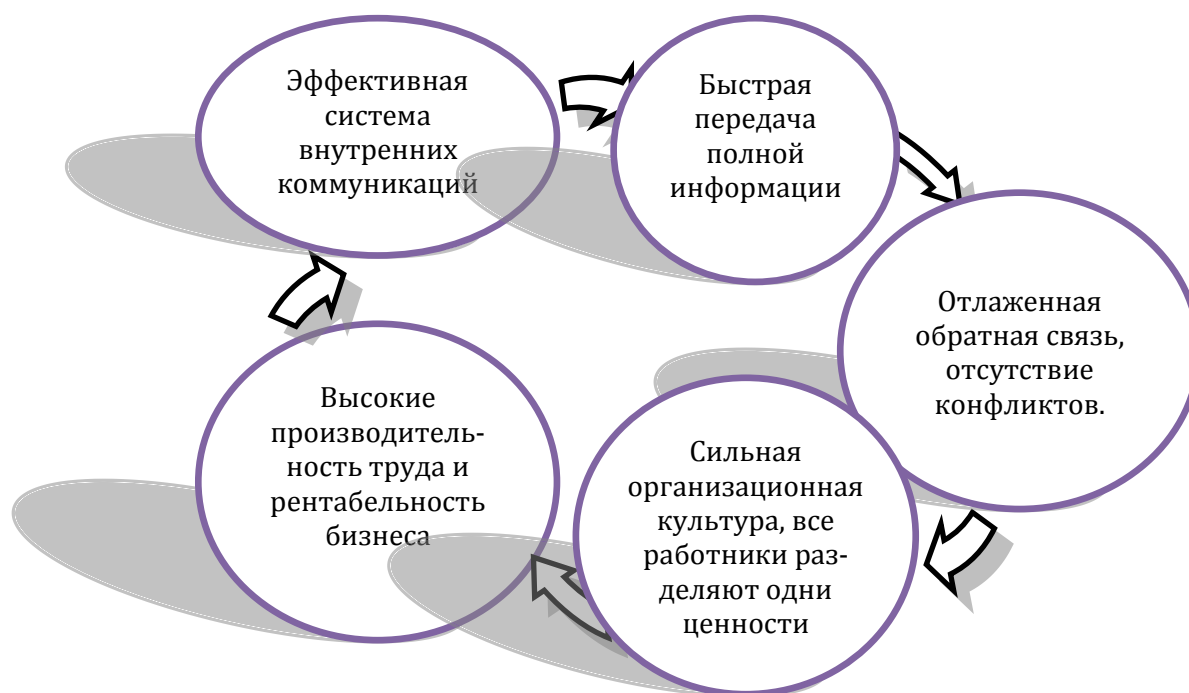 Эффективная
система
внутренних
коммуникаций
Быстрая
передача
полной
информации
Отлаженная
обратная связь,
отсутствие
конфликтов.
Сильная
организационная
культура, все
работники раз-
деляют одни
ценности
Высокие
производитель-
ность труда и
рентабельность
бизнеса